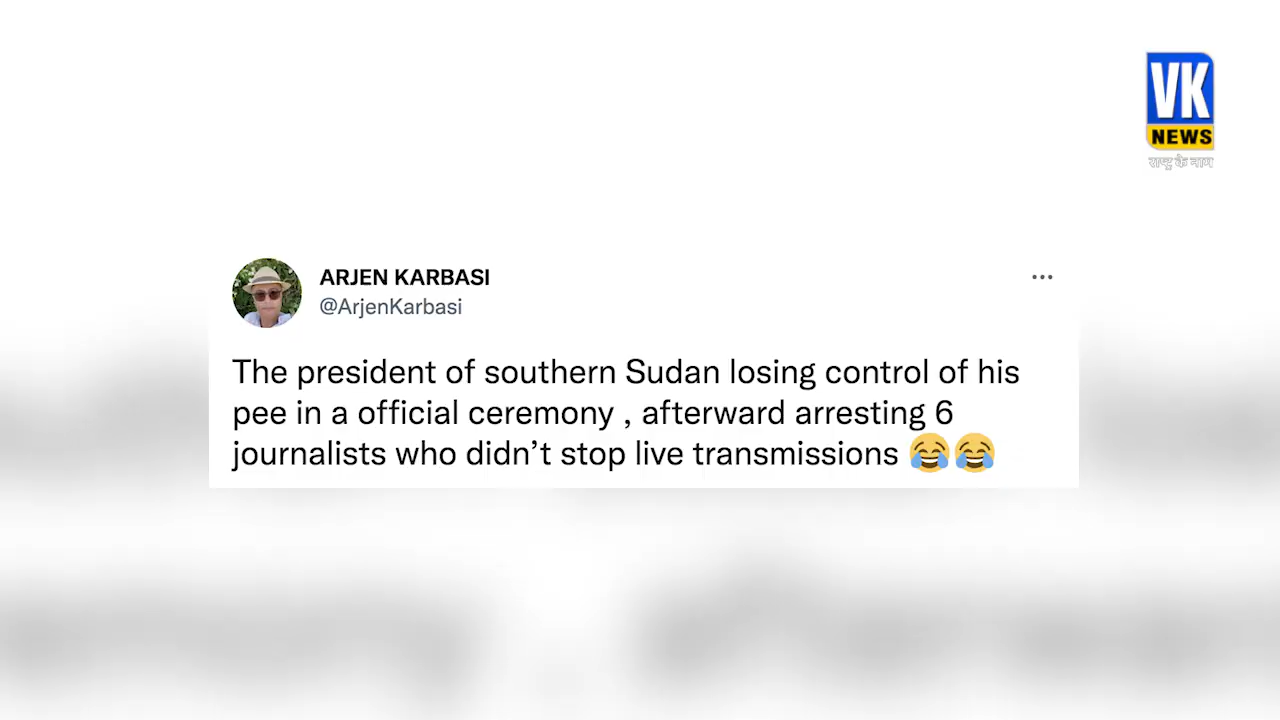 VK
NEWS
राष्ट्र के नाम
ARJEN KARBASI
@ArjenKarbasi
The president of southern Sudan losing control of his
pee in a official ceremony , afterward arresting 6
journalists who didn’t stop live transmissions 😂😂